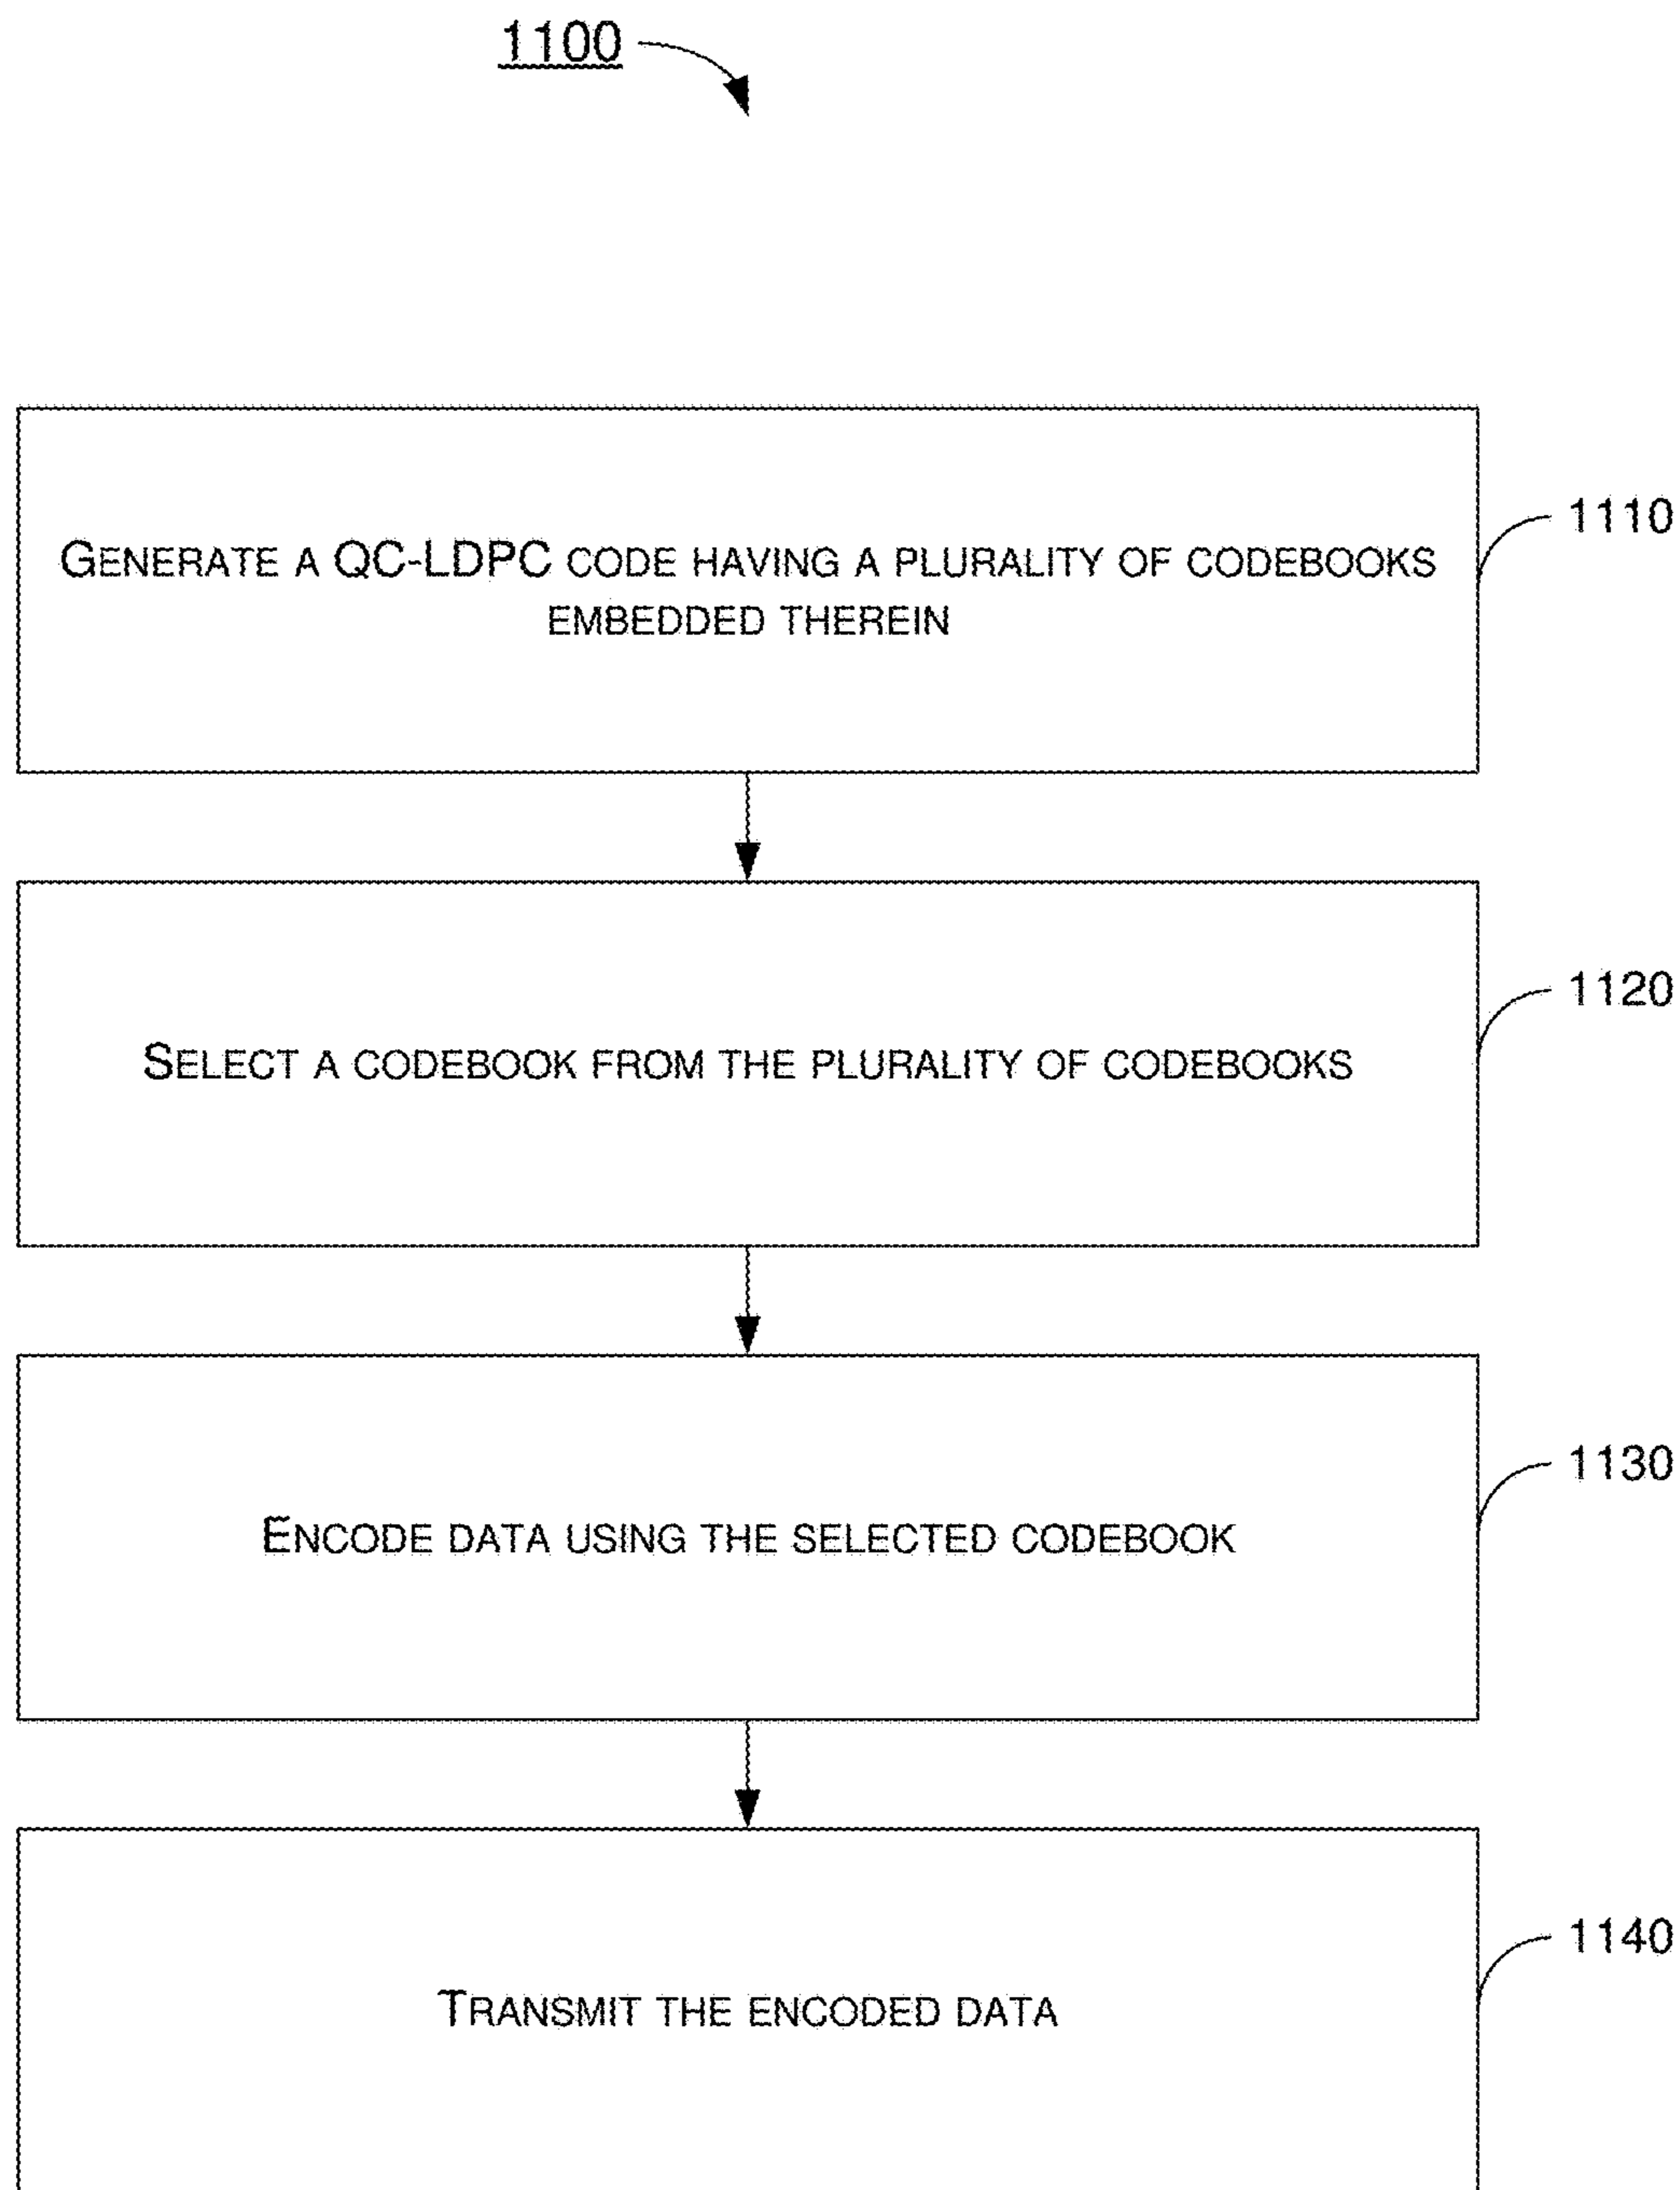 1100
GENERATE A QC-LDPC CODE HAVING A PLURALITY OF CODEBOOKS
EMBEDDED THEREIN
1110
SELECT A CODEBOOK FROM THE PLURALITY OF CODEBOOKS
1120
ENCODE DATA USING THE SELECTED CODEBOOK
1130
TRANSMIT THE ENCODED DATA
1140